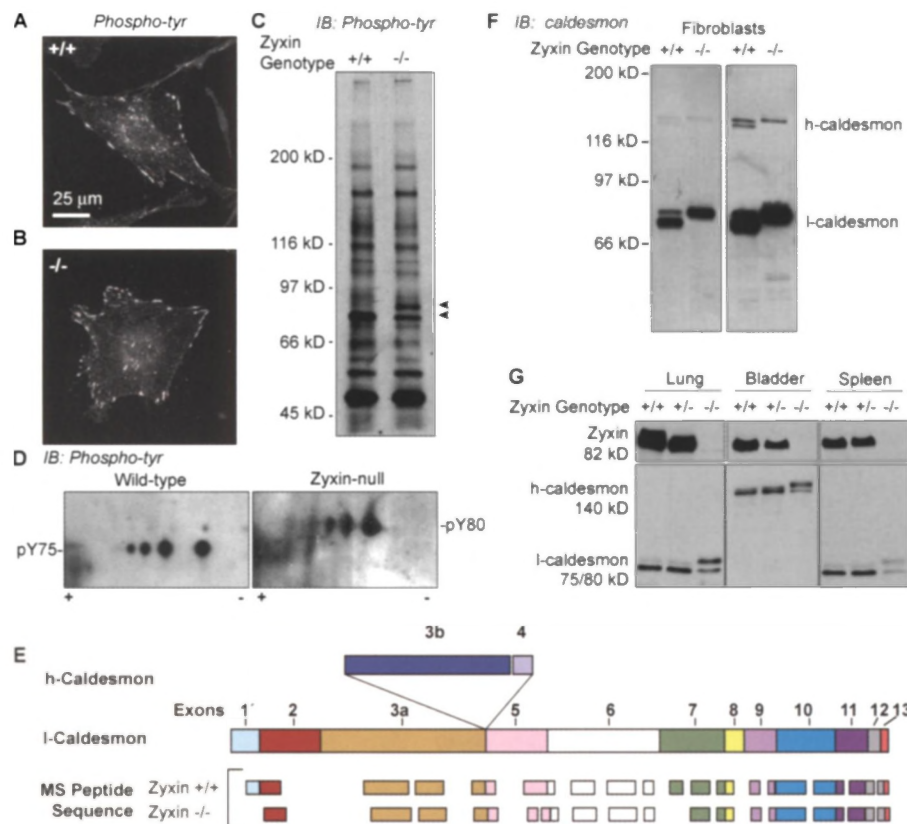 A
Phospho-tyr
+/+
25 µm
B
-/-
C
IB: Phospho-tyr
Zyxin
Genotype
+/+ -/-
200 kD -
116 kD -
97 kD -
66 kD -
45 kD -
D
IB: Phospho-tyr
Wild-type
Zyxin-null
pY75-
-pY80
+ -
+ -
E
3b 4
h-Caldesmon
Exons
1´ 2 3a 5 6 7 8 9 10 11 12 13
l-Caldesmon
MS Peptide
Sequence
Zyxin +/+
Zyxin -/-
F
IB: caldesmon
Fibroblasts
Zyxin Genotype +/+ -/- +/+ -/-
200 kD -
116 kD -
97 kD -
66 kD -
h-caldesmon
l-caldesmon
G
Lung Bladder Spleen
Zyxin Genotype +/+ +/- -/- +/+ +/- -/- +/+ +/- -/-
Zyxin
82 kD
h-caldesmon
140 kD
l-caldesmon
75/80 kD